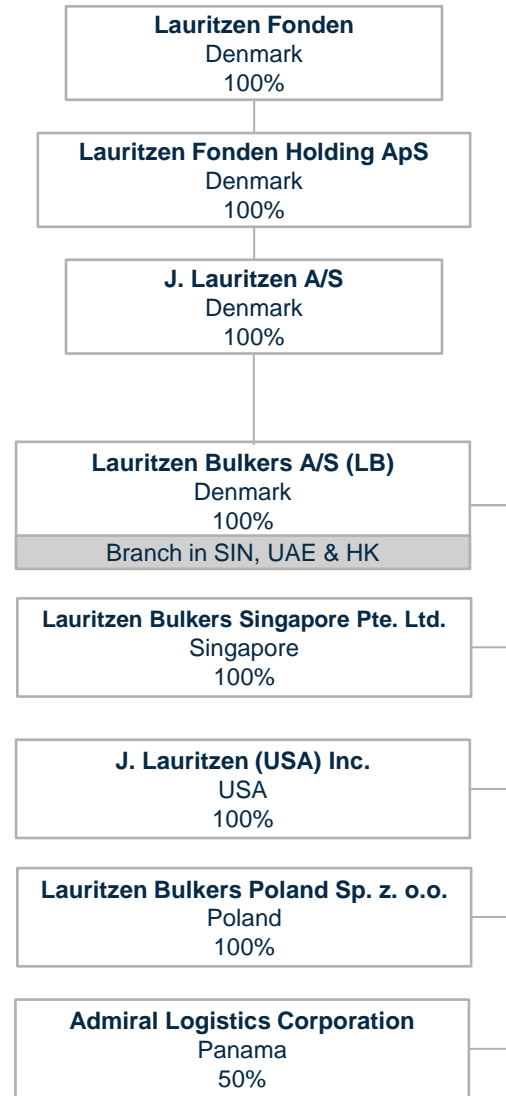 Lauritzen Fonden
Denmark
100%
Lauritzen Fonden Holding ApS
Denmark
100%
J. Lauritzen A/S
Denmark
100%
Lauritzen Bulkers A/S (LB)
Denmark
100%
Branch in SIN, UAE & HK
Lauritzen Bulkers Singapore Pte. Ltd.
Singapore
100%
J. Lauritzen (USA) Inc.
USA
100%
Lauritzen Bulkers Poland Sp. z. o.o.
Poland
100%
Admiral Logistics Corporation
Panama
50%